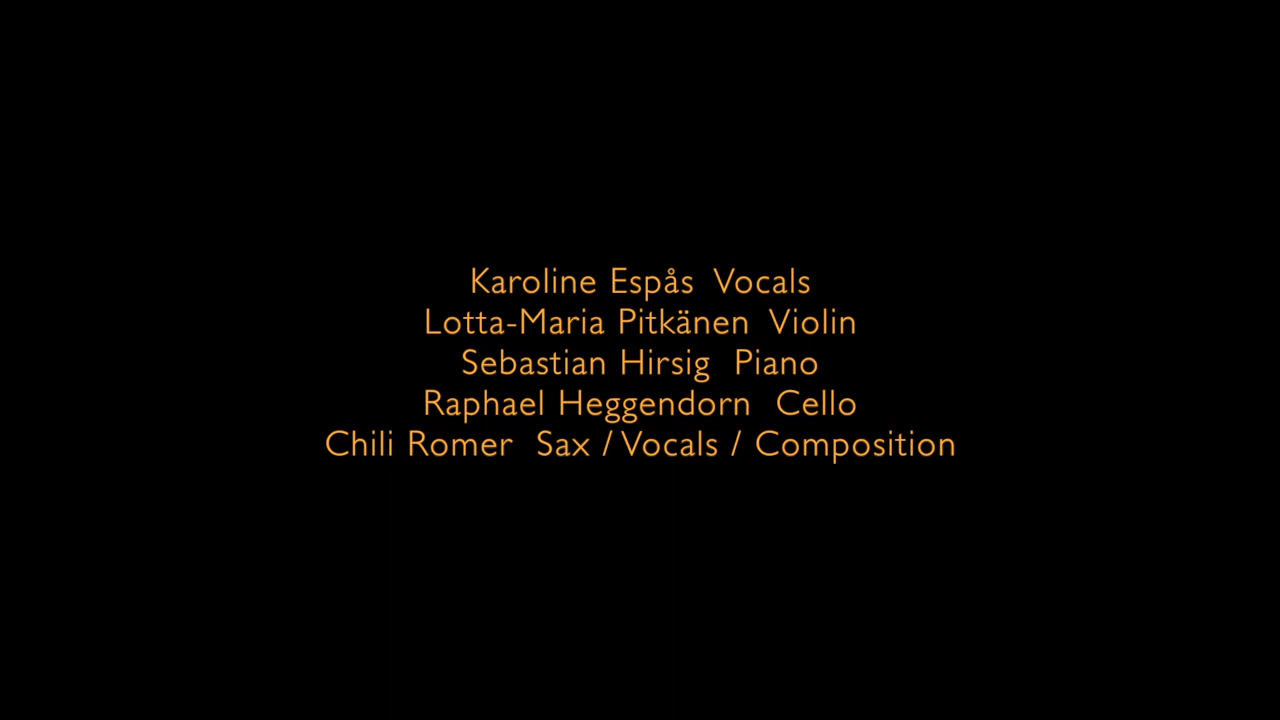 Karoline Espås  Vocals
Lotta-Maria Pitkänen  Violin
Sebastian Hirsig  Piano
Raphael Heggendorn  Cello
Chili Romer  Sax / Vocals / Composition